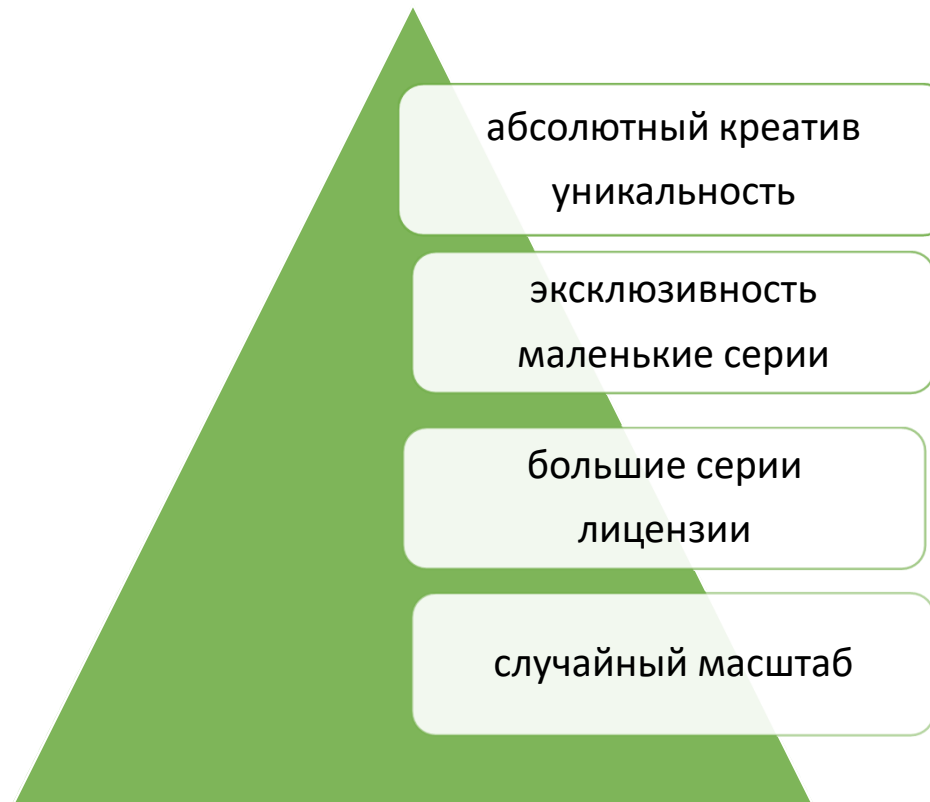 абсолютный креатив
уникальность
эксклюзивность
маленькие серии
большие серии
лицензии
случайный масштаб